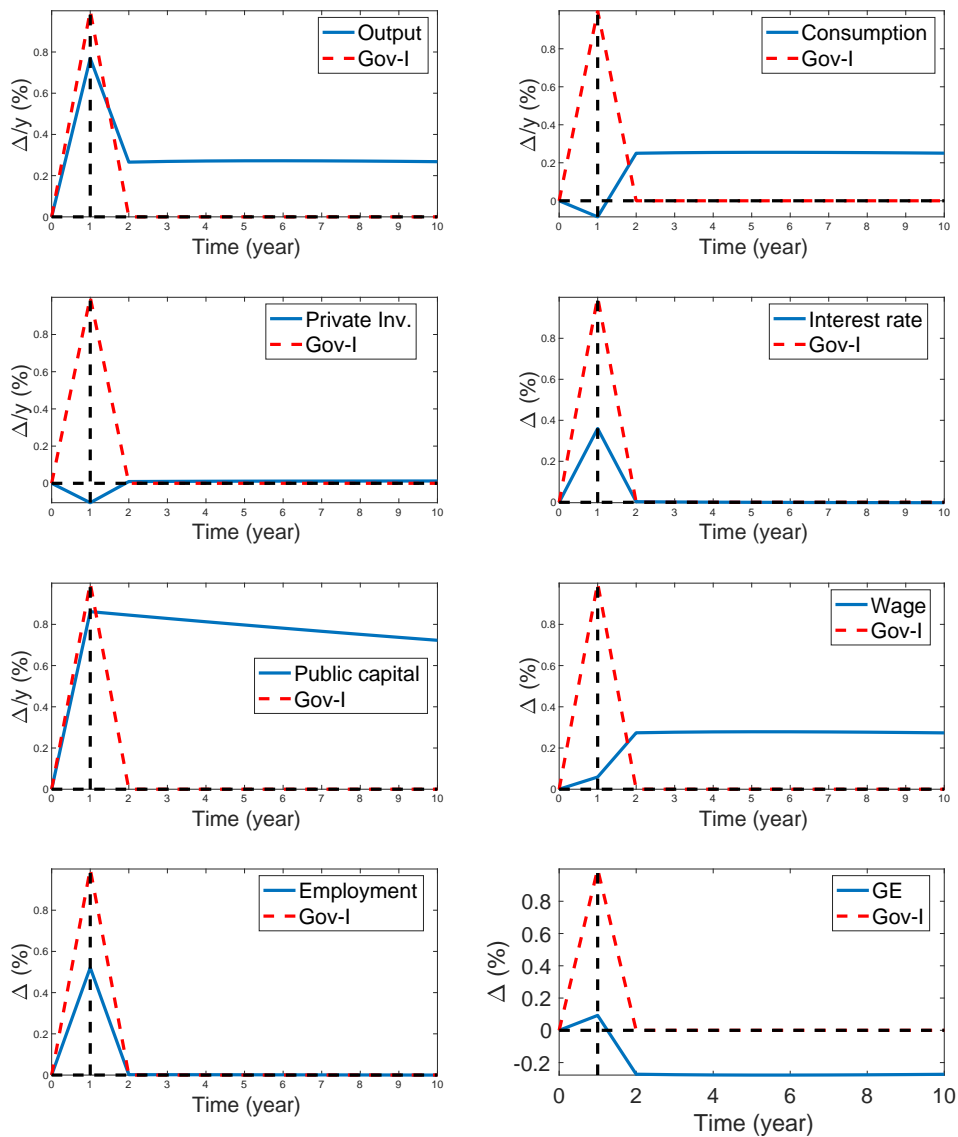 Output
Gov-I
Δ/y (%)
0.8
0.6
0.4
0.2
0
0 1 2 3 4 5 6 7 8 9 10
Time (year)
Consumption
Gov-I
Δ/y (%)
0.8
0.6
0.4
0.2
0
0 1 2 3 4 5 6 7 8 9 10
Time (year)
Private Inv.
Gov-I
Δ/y (%)
0.8
0.6
0.4
0.2
0
0 1 2 3 4 5 6 7 8 9 10
Time (year)
Interest rate
Gov-I
Δ (%)
0.8
0.6
0.4
0.2
0
0 1 2 3 4 5 6 7 8 9 10
Time (year)
Public capital
Gov-I
Δ/y (%)
0.8
0.6
0.4
0.2
0
0 1 2 3 4 5 6 7 8 9 10
Time (year)
Wage
Gov-I
Δ (%)
0.8
0.6
0.4
0.2
0
0 1 2 3 4 5 6 7 8 9 10
Time (year)
Employment
Gov-I
Δ (%)
0.8
0.6
0.4
0.2
0
0 1 2 3 4 5 6 7 8 9 10
Time (year)
GE
Gov-I
Δ (%)
0.8
0.6
0.4
0.2
0
-0.2
0 2 4 6 8 10
Time (year)